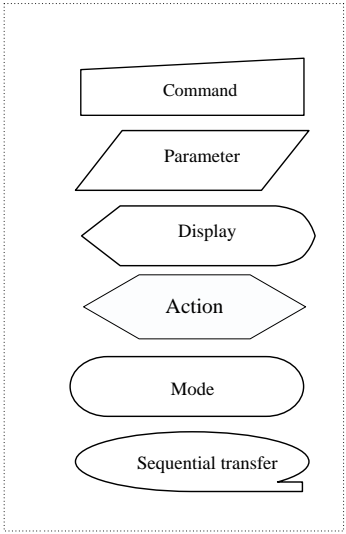 Command
Parameter
Display
Action
Mode
Sequential transfer